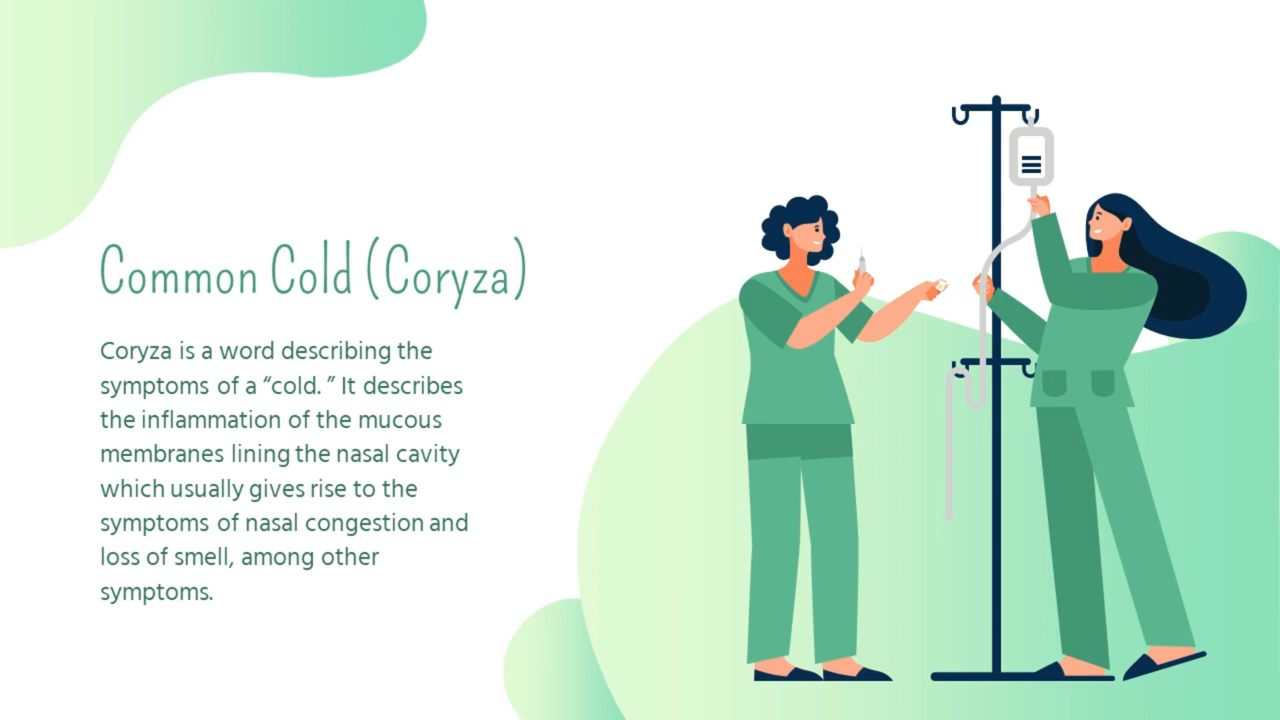 Common Cold (Coryza)
Coryza is a word describing the
symptoms of a “cold. ” It describes
the inflammation of the mucous
membranes lining the nasal cavity
which usually gives rise to the
symptoms of nasal congestion and
loss of smell, among other
symptoms.